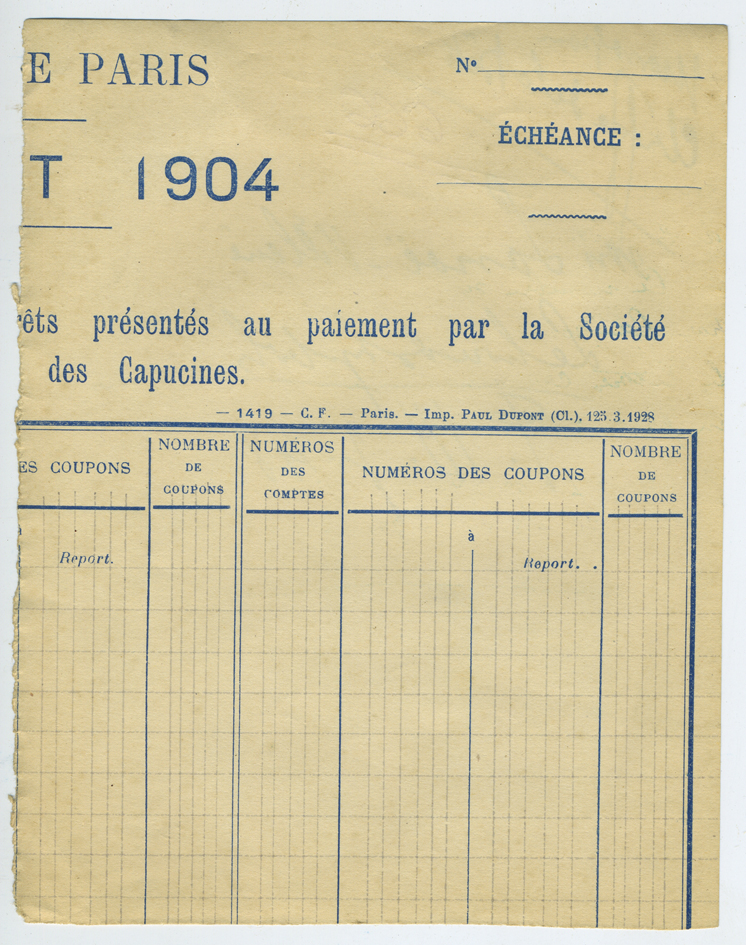 E PARIS
N°
ÉCHÉANCE :
T 1904
rêts présentés au paiement par la Société
des Capucines.
— 1419 — C. F. — Paris. — Imp. PAUL DUPONT (Cl.). 125.3.1928
ES COUPONS
NOMBRE
DE
COUPONS
NUMÉROS
DES
COMPTES
NUMÉROS DES COUPONS
NOMBRE
DE
COUPONS
à
Report.
à
Report. .